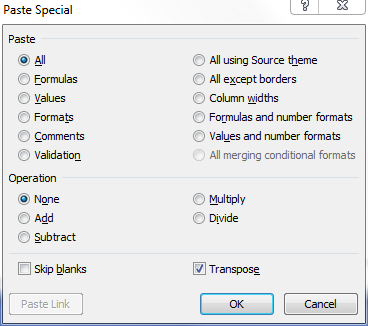 Paste Special
Paste
All
All using Source theme
Formulas
All except borders
Values
Column widths
Formats
Formulas and number formats
Comments
Values and number formats
Validation
All merging conditional formats
Operation
None
Multiply
Add
Divide
Subtract
Skip blanks
Transpose
Paste Link
OK
Cancel